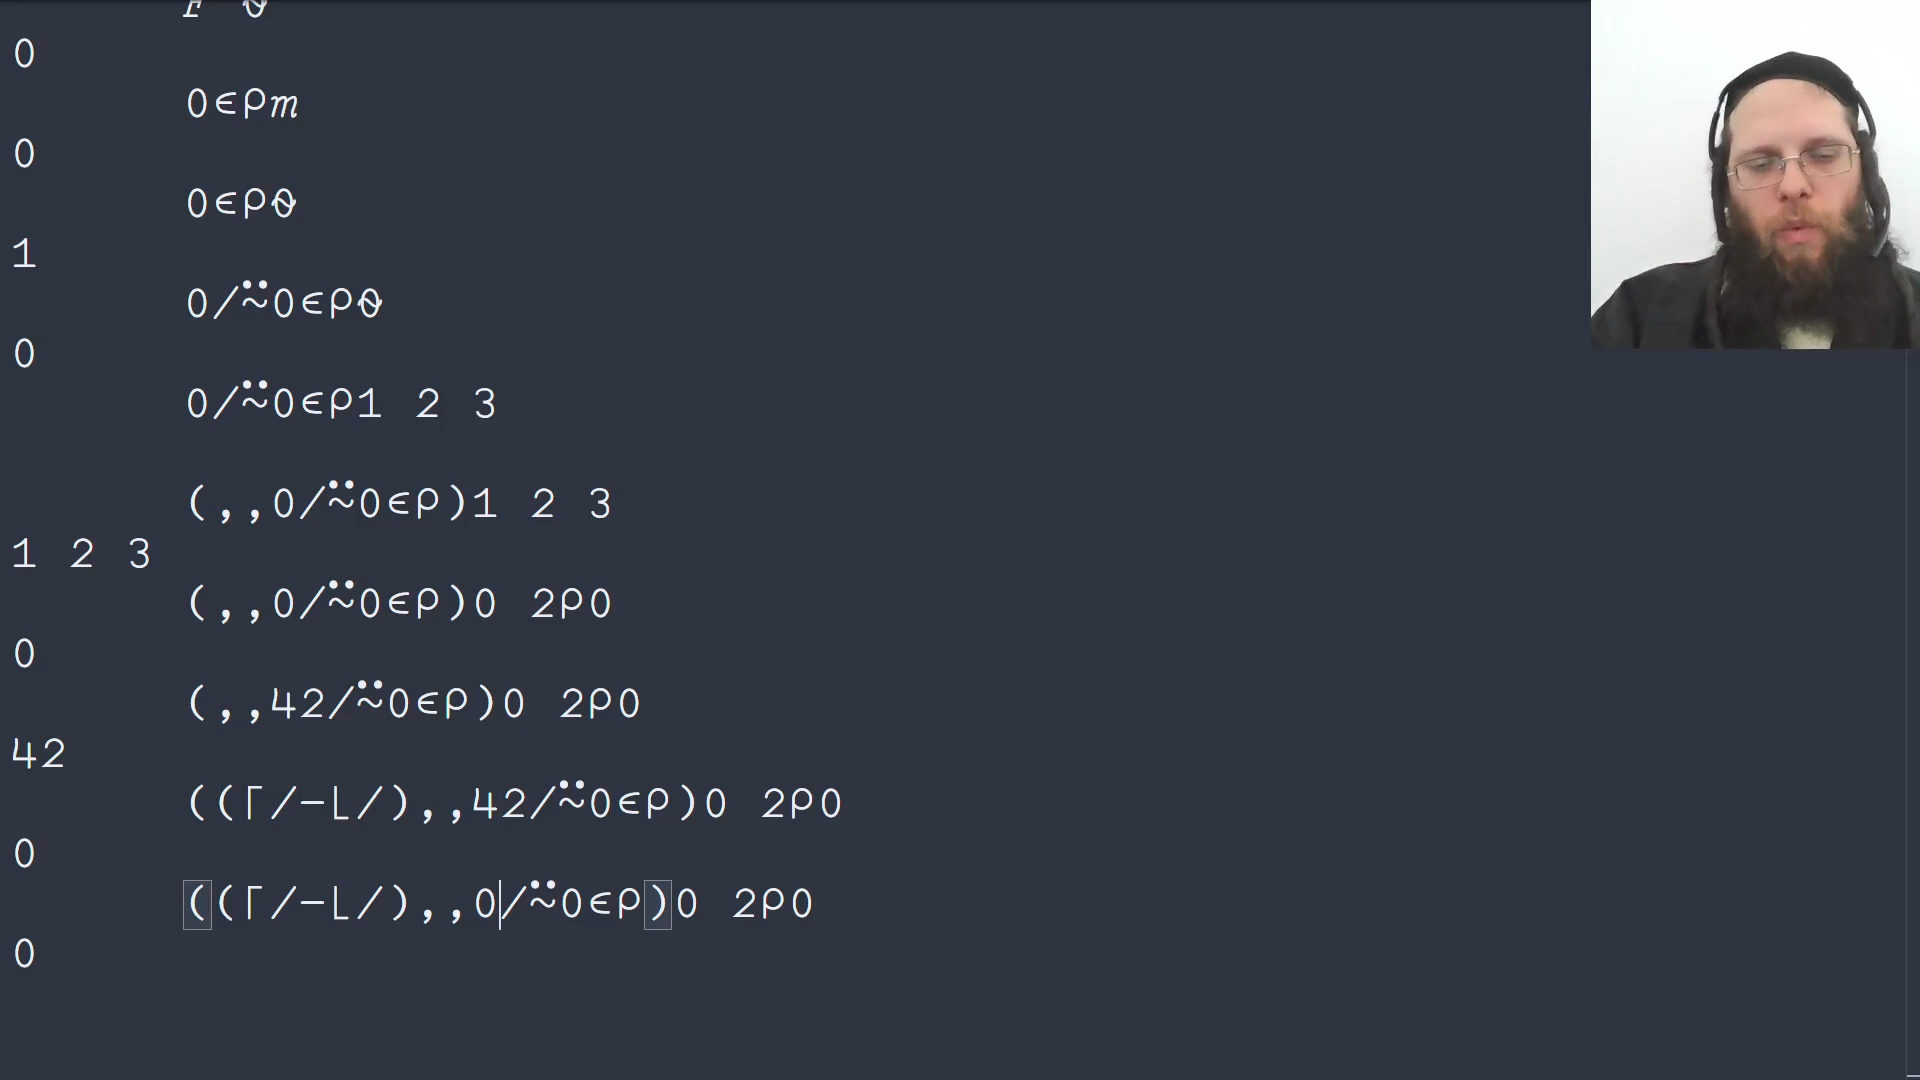 F ⍬
0
0∊⍴m
0
0∊⍴⍬
1
0/⍨0∊⍴⍬
0
0/⍨0∊⍴1 2 3
(,,0/⍨0∊⍴)1 2 3
1 2 3
(,,0/⍨0∊⍴)0 2⍴0
0
(,,42/⍨0∊⍴)0 2⍴0
42
((⌈/-⌊/),,42/⍨0∊⍴)0 2⍴0
0
((⌈/-⌊/),,0/⍨0∊⍴)0 2⍴0
0